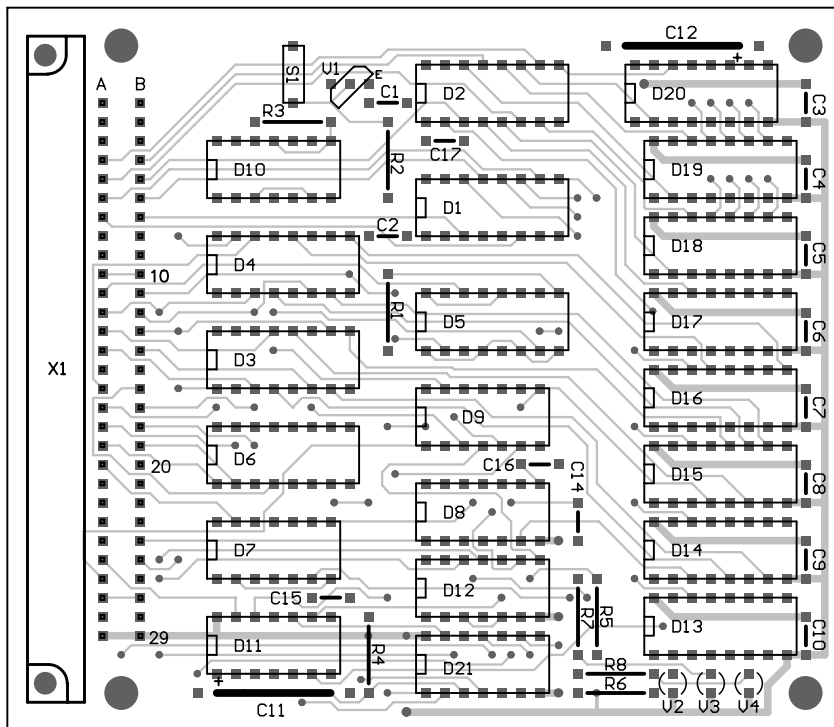 C12
+
U1
E
S1
A B
D2
D20
C1
C3
R3
C17
R2
D10
D19
C4
D1
C2
D18
C5
D4
10
R1
D5
D17
C6
D3
X1
D16
C7
D9
D6
20
C16
C14
D15
C8
D8
D7
D14
C9
D12
C15
R7
R5
D13
C10
29
D11
R4
D21
R8
+
R6
C11
V2 V3 V4